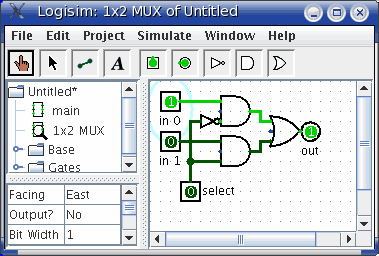 Logisim: 1x2 MUX of Untitled
File Edit Project Simulate Window Help
A
Untitled*
main
1x2 MUX
Base
Gates
Facing East
Output? No
Bit Width 1
1
in 0
0
in 1
0 select
1
out